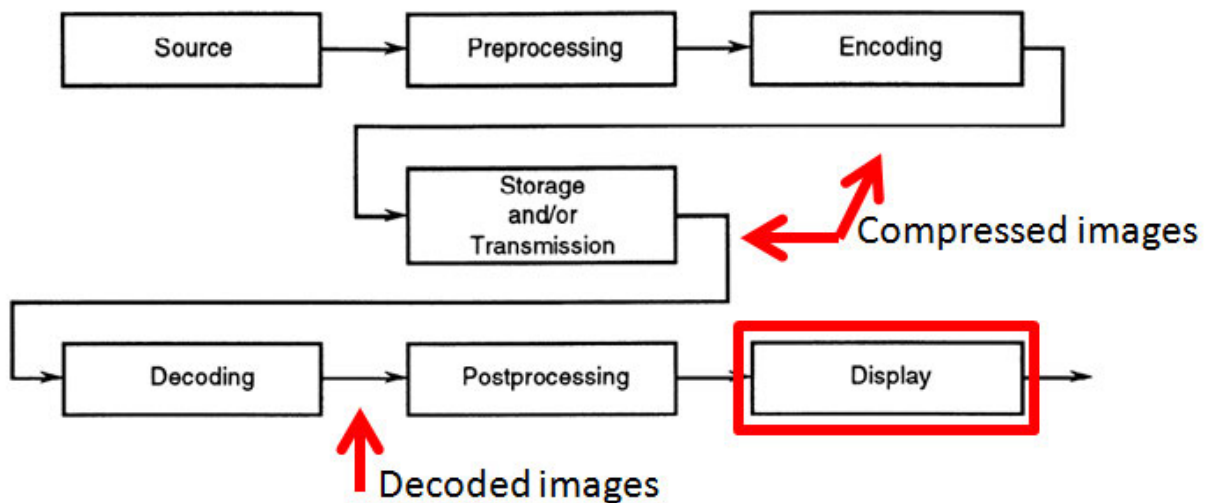 Source
Preprocessing
Encoding
Storage
and/or
Transmission
Compressed images
Decoding
Postprocessing
Display
Decoded images